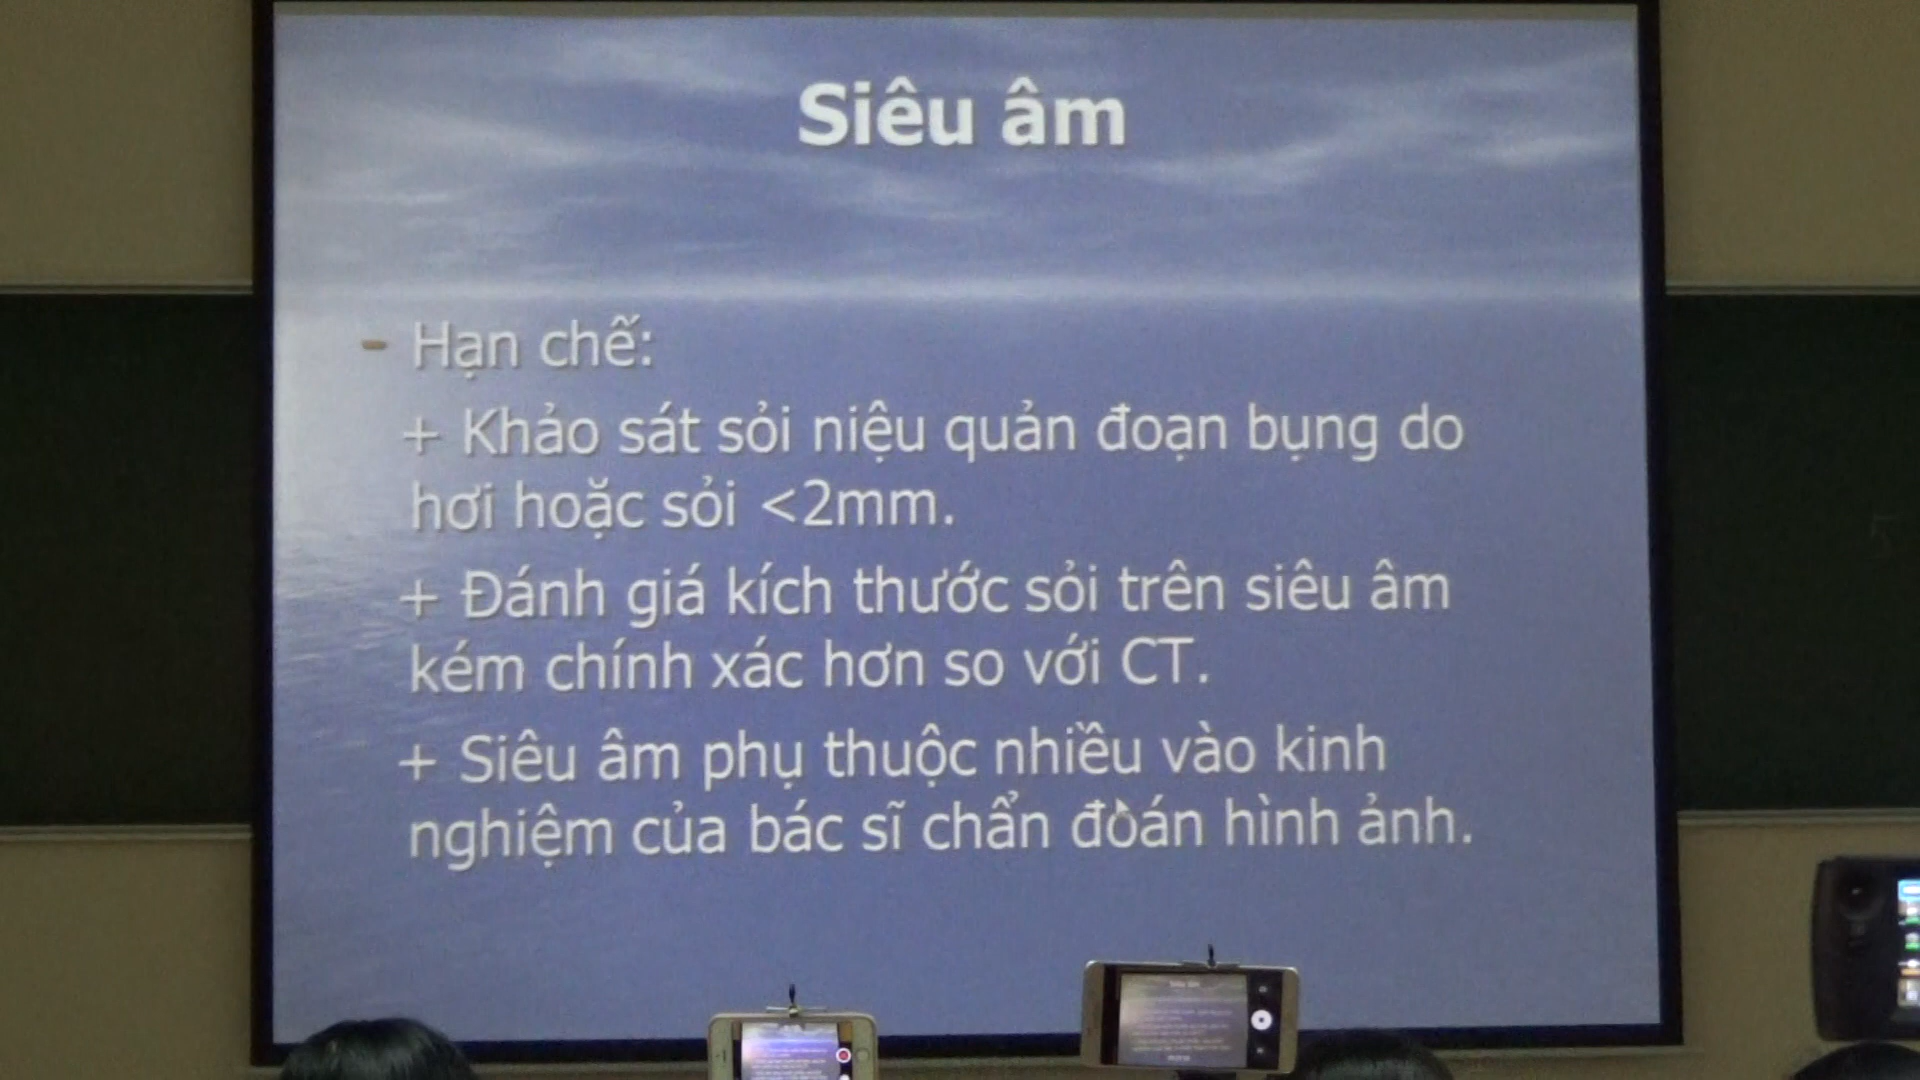 Siêu âm
- Hạn chế:
+ Khảo sát sỏi niệu quản đoạn bụng do
hơi hoặc sỏi <2mm.
+ Đánh giá kích thước sỏi trên siêu âm
kém chính xác hơn so với CT.
+ Siêu âm phụ thuộc nhiều vào kinh
nghiệm của bác sĩ chẩn đoán hình ảnh.